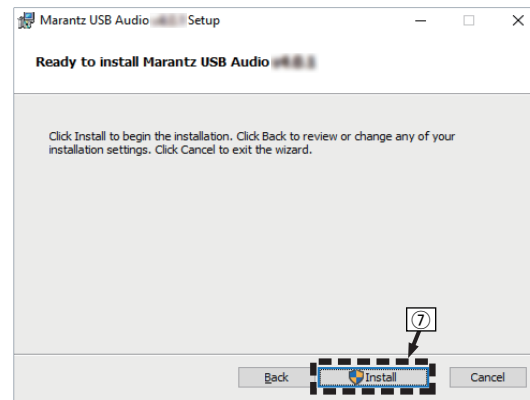 Marantz USB Audio Setup
Ready to install Marantz USB Audio
Click Install to begin the installation. Click Back to review or change any of your
installation settings. Click Cancel to exit the wizard.
⑦
Back Install Cancel